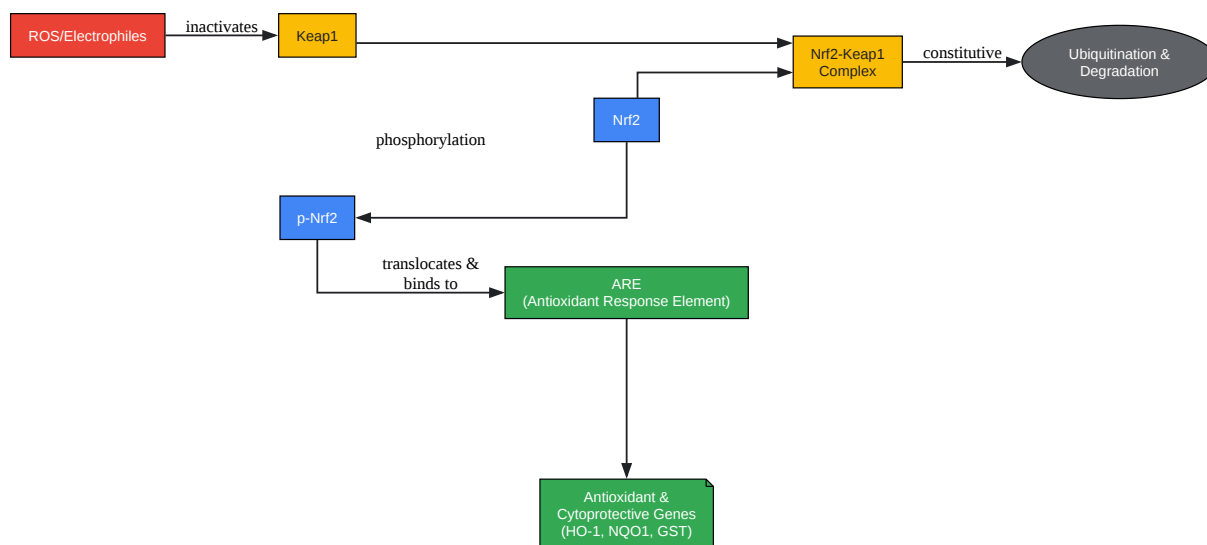 ROS/Electrophiles
inactivates
Keap1
Nrf2-Keap1
Complex
constitutive
Ubiquitination &
Degradation
Nrf2
phosphorylation
p-Nrf2
translocates &
binds to
ARE
(Antioxidant Response Element)
Antioxidant &
Cytoprotective Genes
(HO-1, NQO1, GST)